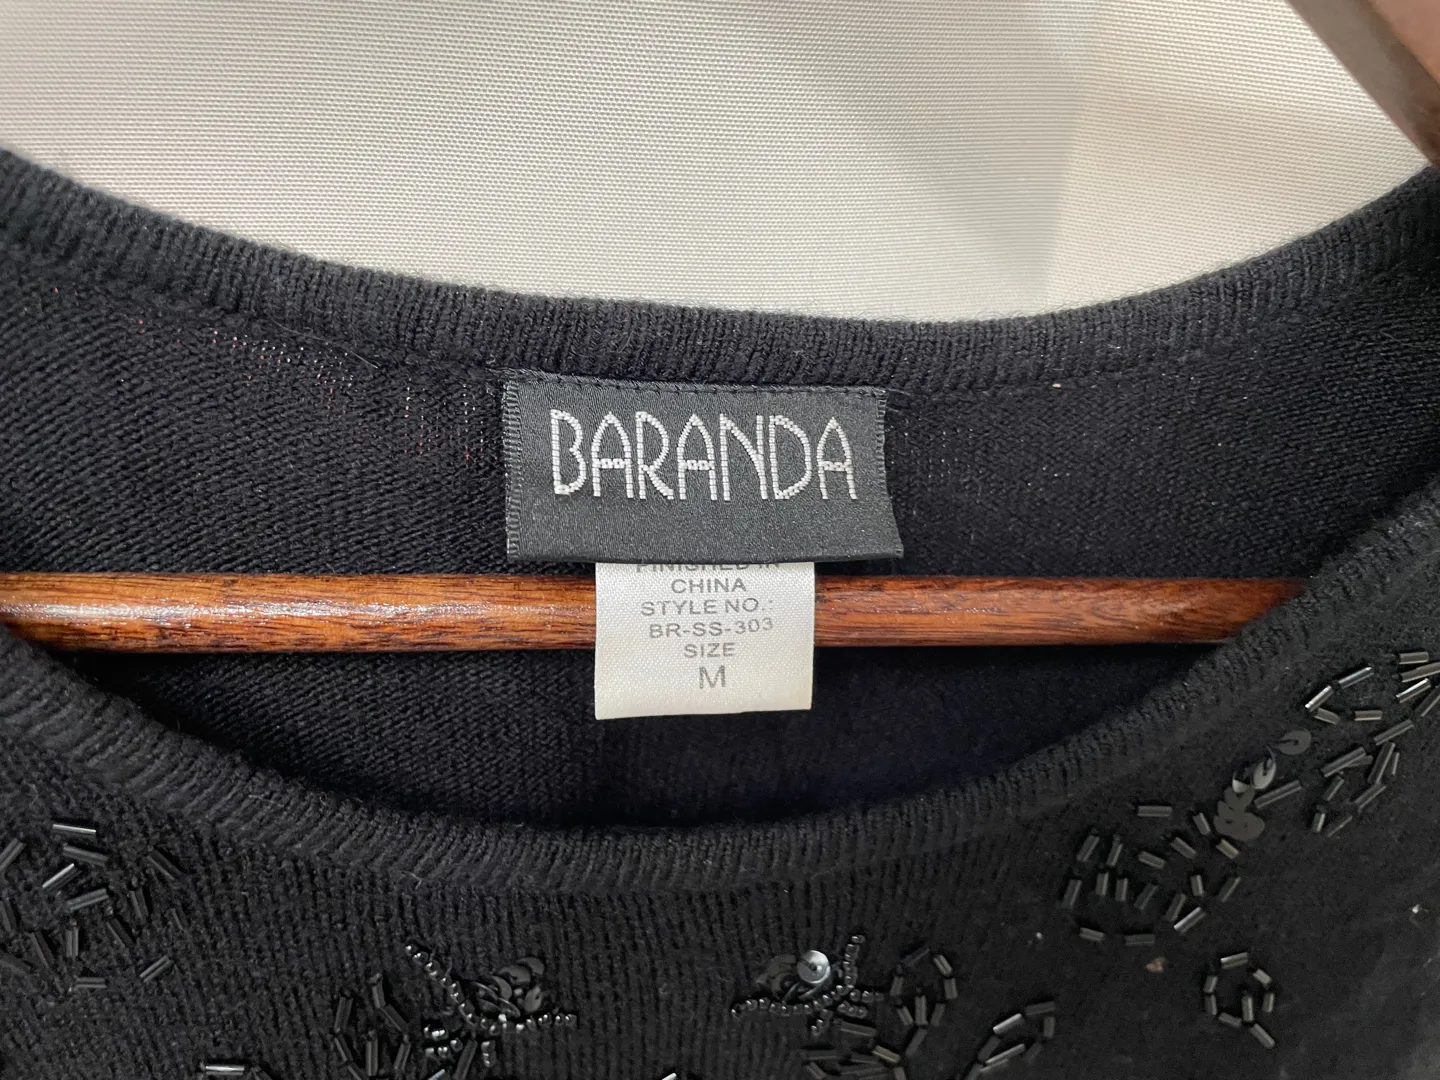 BARANDA
FINISHED IN
CHINA
STYLE NO.:
BR-SS-303
SIZE
M